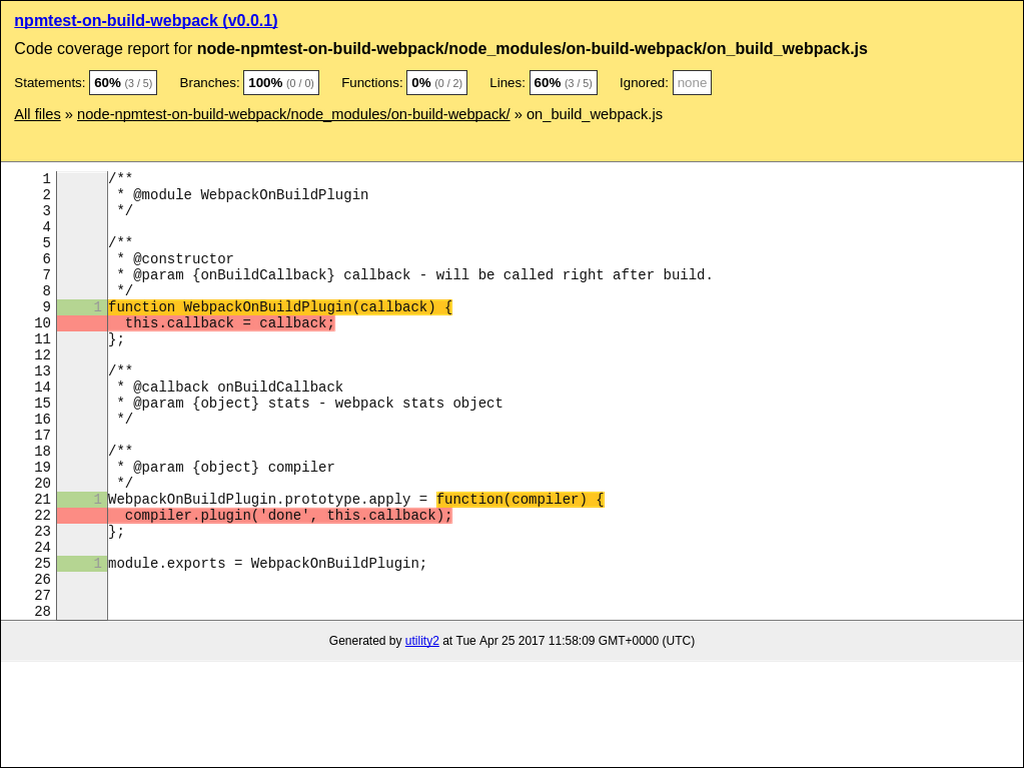 npmtest-on-build-webpack (v0.0.1)
Code coverage report for node-npmtest-on-build-webpack/node_modules/on-build-webpack/on_build_webpack.js
Statements: 60% (3 / 5) Branches: 100% (0 / 0) Functions: 0% (0 / 2) Lines: 60% (3 / 5) Ignored: none
All files » node-npmtest-on-build-webpack/node_modules/on-build-webpack/ » on_build_webpack.js
1 /**
2  * @module WebpackOnBuildPlugin
3  */
4
5 /**
6  * @constructor
7  * @param {onBuildCallback} callback - will be called right after build.
8  */
9 1 function WebpackOnBuildPlugin(callback) {
10   this.callback = callback;
11 };
12
13 /**
14  * @callback onBuildCallback
15  * @param {object} stats - webpack stats object
16  */
17
18 /**
19  * @param {object} compiler
20  */
21 1 WebpackOnBuildPlugin.prototype.apply = function(compiler) {
22   compiler.plugin('done', this.callback);
23 };
24
25 1 module.exports = WebpackOnBuildPlugin;
26
27
28
Generated by utility2 at Tue Apr 25 2017 11:58:09 GMT+0000 (UTC)